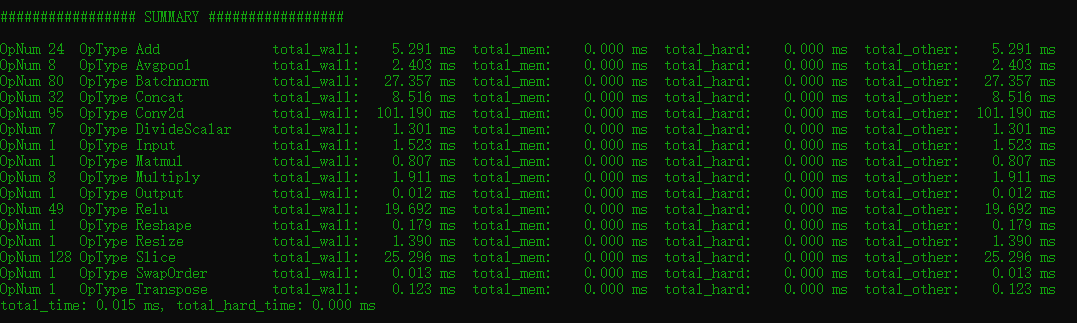 ################# SUMMARY #################
OpNum 24 OpType Add total_wall: 5.291 ms total_mem: 0.000 ms total_hard: 0.000 ms total_other: 5.291 ms
OpNum 8 OpType Avgpool total_wall: 2.403 ms total_mem: 0.000 ms total_hard: 0.000 ms total_other: 2.403 ms
OpNum 80 OpType Batchnorm total_wall: 27.357 ms total_mem: 0.000 ms total_hard: 0.000 ms total_other: 27.357 ms
OpNum 32 OpType Concat total_wall: 8.516 ms total_mem: 0.000 ms total_hard: 0.000 ms total_other: 8.516 ms
OpNum 95 OpType Conv2d total_wall: 101.190 ms total_mem: 0.000 ms total_hard: 0.000 ms total_other: 101.190 ms
OpNum 7 OpType DivideScalar total_wall: 1.301 ms total_mem: 0.000 ms total_hard: 0.000 ms total_other: 1.301 ms
OpNum 1 OpType Input total_wall: 1.523 ms total_mem: 0.000 ms total_hard: 0.000 ms total_other: 1.523 ms
OpNum 1 OpType Matmul total_wall: 0.807 ms total_mem: 0.000 ms total_hard: 0.000 ms total_other: 0.807 ms
OpNum 8 OpType Multiply total_wall: 1.911 ms total_mem: 0.000 ms total_hard: 0.000 ms total_other: 1.911 ms
OpNum 1 OpType Output total_wall: 0.012 ms total_mem: 0.000 ms total_hard: 0.000 ms total_other: 0.012 ms
OpNum 49 OpType Relu total_wall: 19.692 ms total_mem: 0.000 ms total_hard: 0.000 ms total_other: 19.692 ms
OpNum 1 OpType Reshape total_wall: 0.179 ms total_mem: 0.000 ms total_hard: 0.000 ms total_other: 0.179 ms
OpNum 1 OpType Resize total_wall: 1.390 ms total_mem: 0.000 ms total_hard: 0.000 ms total_other: 1.390 ms
OpNum 128 OpType Slice total_wall: 25.296 ms total_mem: 0.000 ms total_hard: 0.000 ms total_other: 25.296 ms
OpNum 1 OpType SwapOrder total_wall: 0.013 ms total_mem: 0.000 ms total_hard: 0.000 ms total_other: 0.013 ms
OpNum 1 OpType Transpose total_wall: 0.123 ms total_mem: 0.000 ms total_hard: 0.000 ms total_other: 0.123 ms
total_time: 0.015 ms, total_hard_time: 0.000 ms